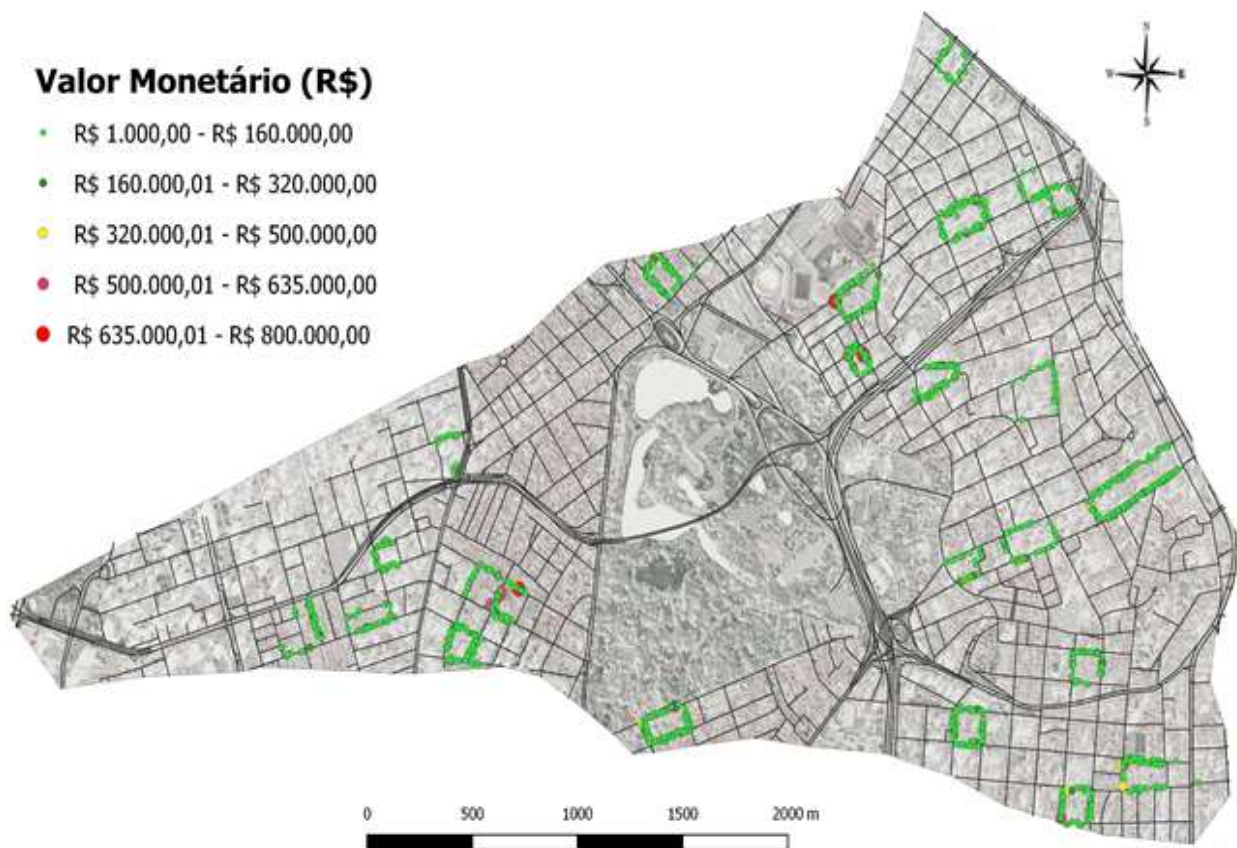 Valor Monetário (R$)
R$ 1.000,00 - R$ 160.000,00
R$ 160.000,01 - R$ 320.000,00
R$ 320.000,01 - R$ 500.000,00
R$ 500.000,01 - R$ 635.000,00
R$ 635.000,01 - R$ 800.000,00
E
S
0 500 1000 1500 2000 m